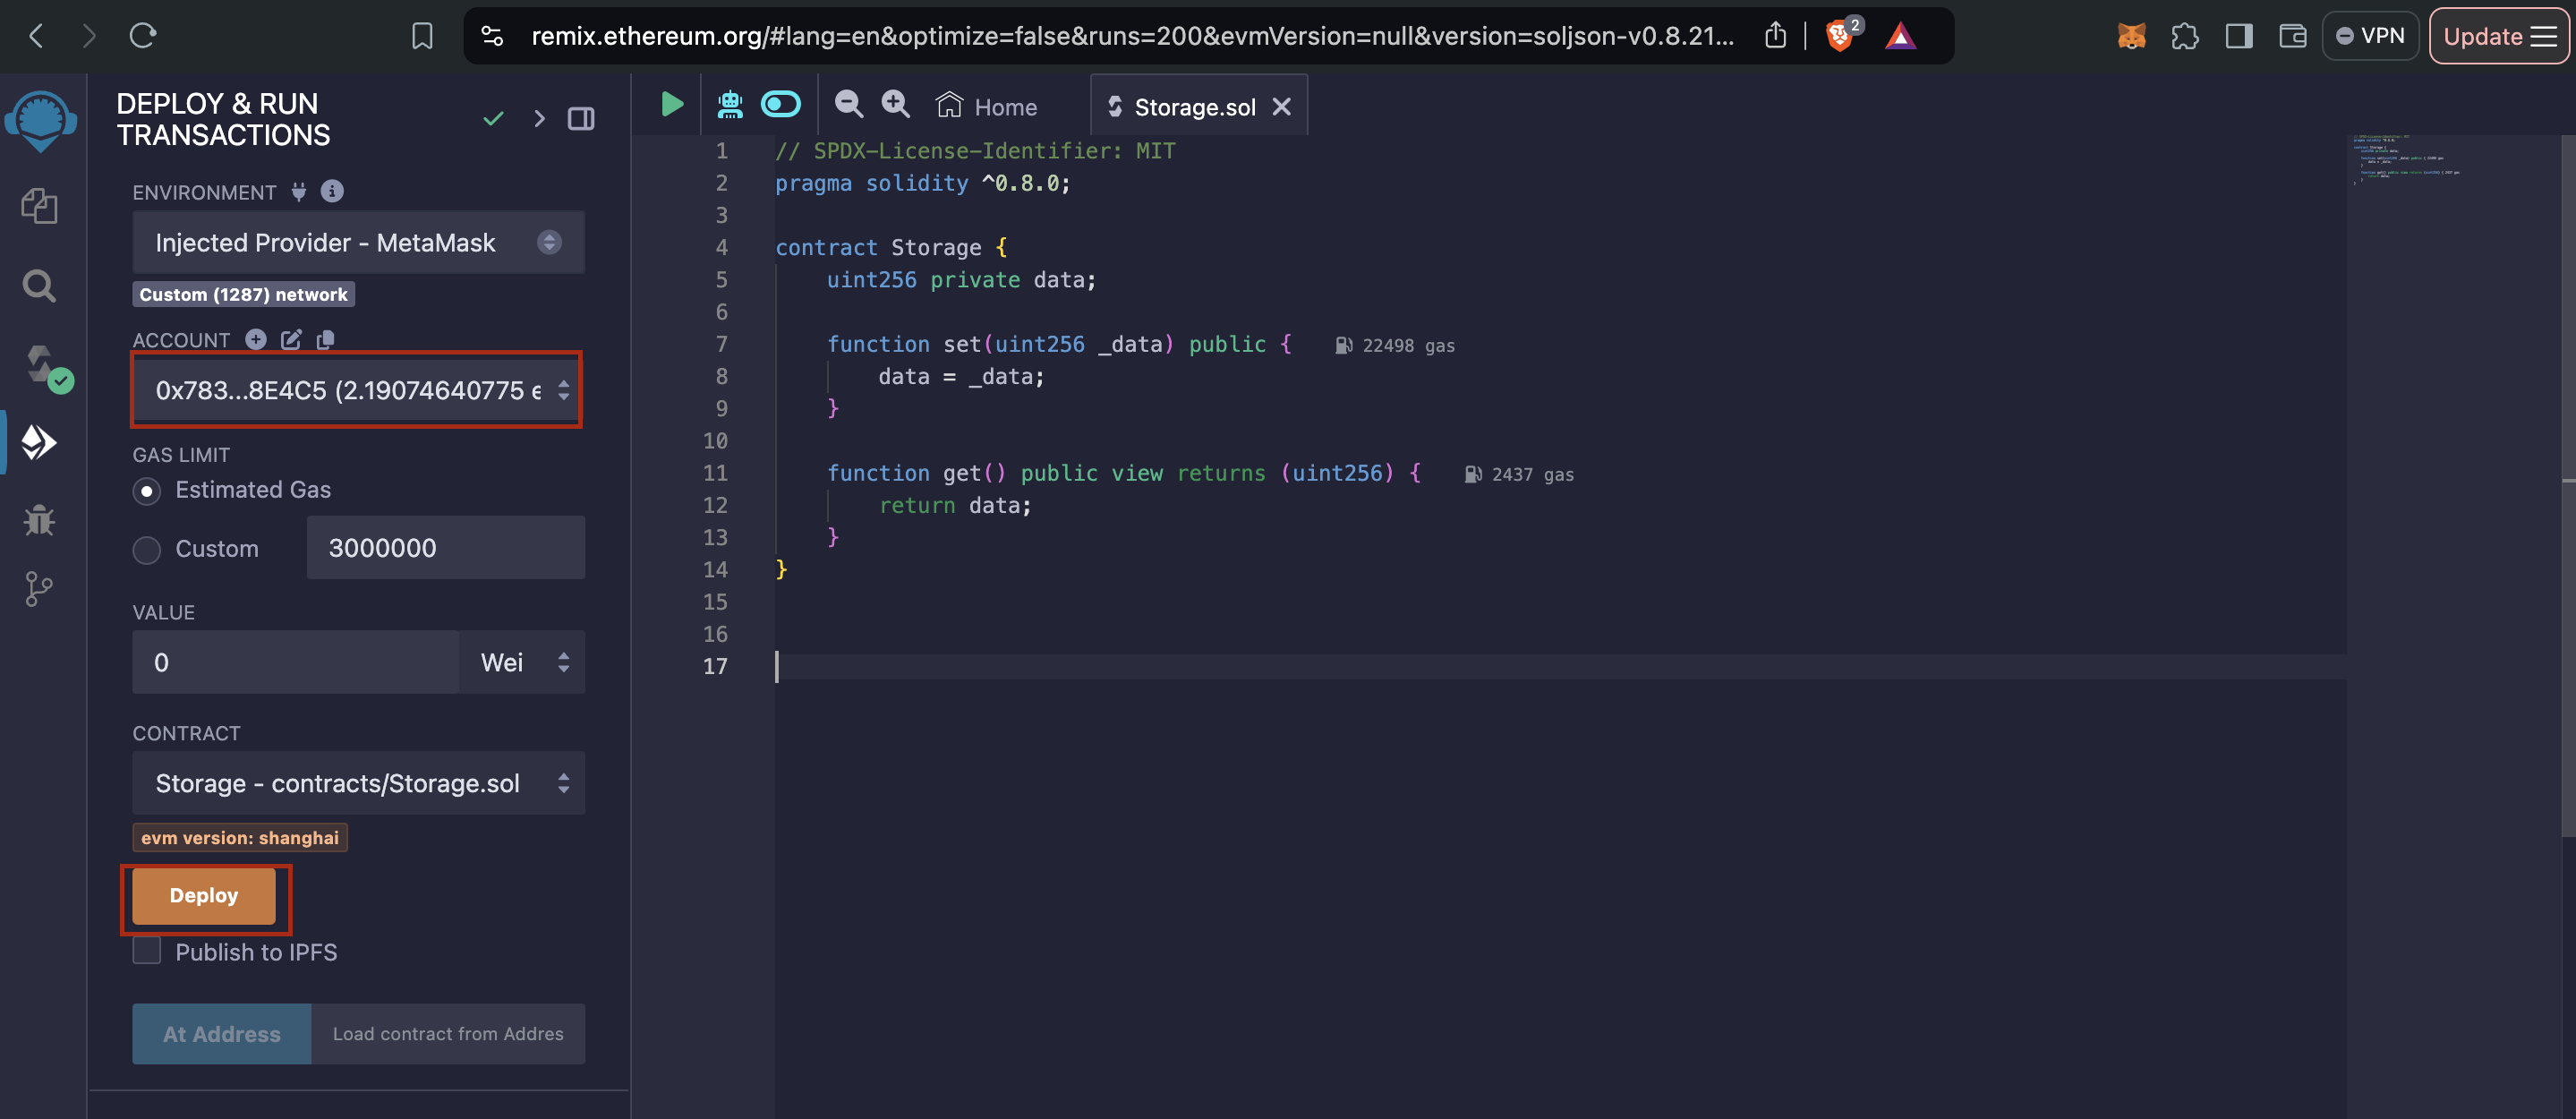 remix.ethereum.org/#lang=en&optimize=false&runs=200&evmVersion=null&version=soljson-v0.8.21...
2
VPN
Update
DEPLOY & RUN
TRANSACTIONS
ENVIRONMENT
Injected Provider - MetaMask
Custom (1287) network
ACCOUNT
0x783...8E4C5 (2.19074640775 e
GAS LIMIT
Estimated Gas
Custom
3000000
VALUE
0
Wei
CONTRACT
Storage - contracts/Storage.sol
evm version: shanghai
Deploy
Publish to IPFS
At Address
Load contract from Addres
Home
Storage.sol
1 // SPDX-License-Identifier: MIT
2 pragma solidity ^0.8.0;
3
4 contract Storage {
5 uint256 private data;
6
7 function set(uint256 _data) public { 22498 gas
8 data = _data;
9 }
10
11 function get() public view returns (uint256) { 2437 gas
12 return data;
13 }
14 }
15
16
17